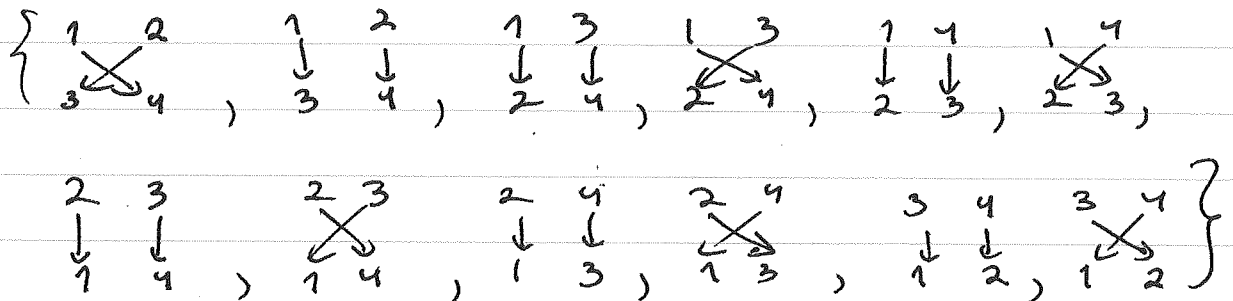 { 1 2 1 2 1 3 1 3 1 4 1 4
3 4 , 3 4 , 2 4 , 2 4 , 2 3 , 2 3 ,
2 3 2 3 2 4 2 4 3 4 3 4 }
1 4 , 1 4 , 1 3 , 1 3 , 1 2 , 1 2